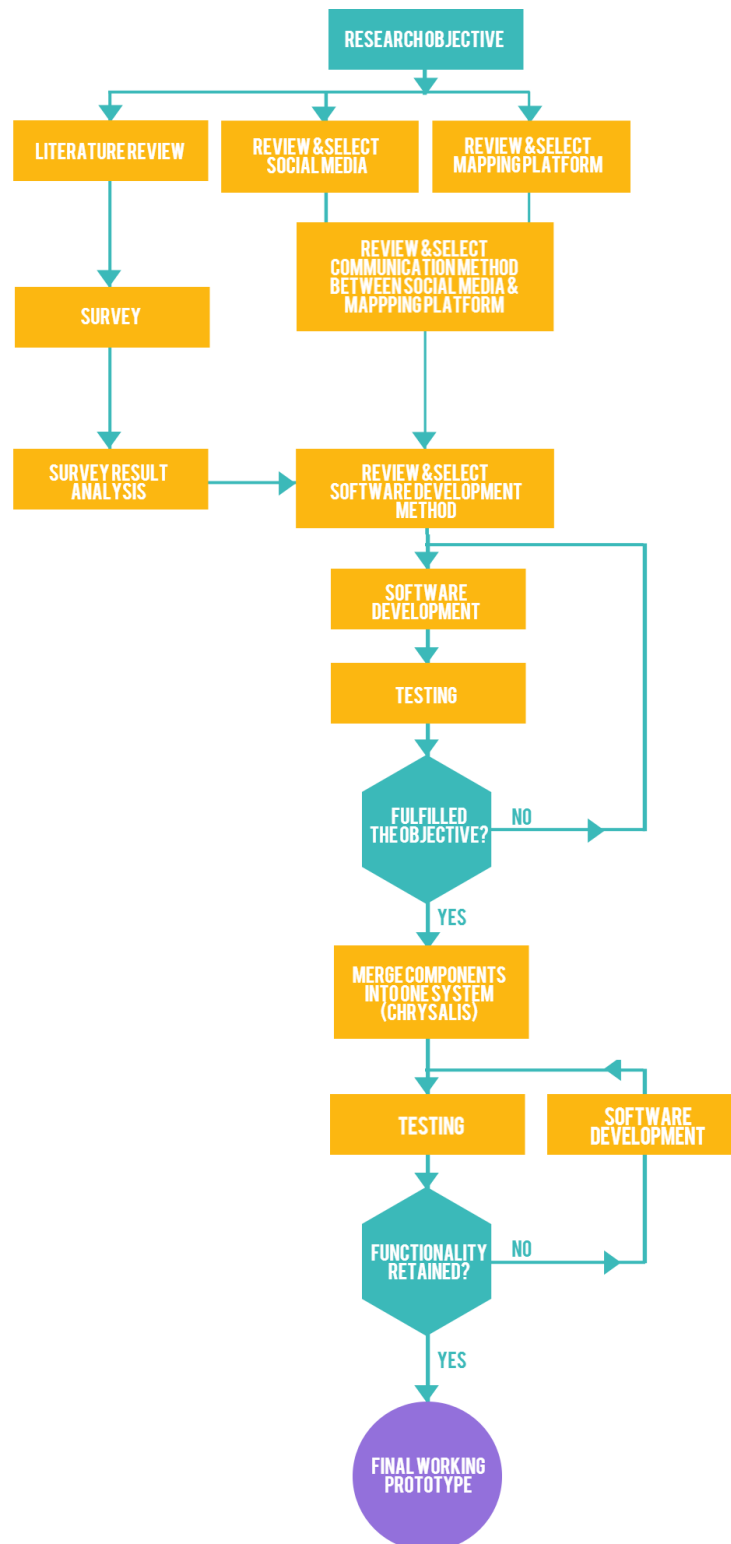 RESEARCH OBJECTIVE
LITERATURE REVIEW
REVIEW & SELECT
SOCIAL MEDIA
REVIEW & SELECT
MAPPING PLATFORM
REVIEW & SELECT
COMMUNICATION METHOD
BETWEEN SOCIAL MEDIA &
MAPPPING PLATFORM
SURVEY
SURVEY RESULT
ANALYSIS
REVIEW & SELECT
SOFTWARE DEVELOPMENT
METHOD
SOFTWARE
DEVELOPMENT
TESTING
FULFILLED
THE OBJECTIVE?
NO
YES
MERGE COMPONENTS
INTO ONE SYSTEM
(CHRYSALIS)
TESTING
SOFTWARE
DEVELOPMENT
FUNCTIONALITY
RETAINED?
NO
YES
FINAL WORKING
PROTOTYPE